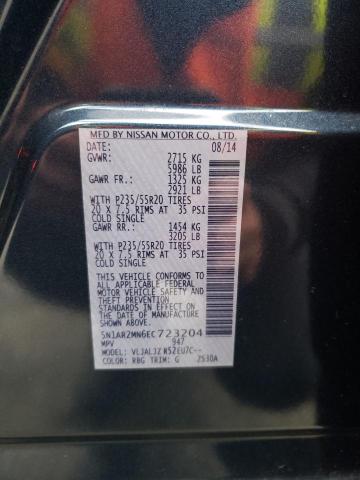 MFD BY NISSAN MOTOR CO., LTD.
DATE: 08/14
GVWR: 2715 KG
5986 LB
GAWR FR: 1325 KG
2921 LB
WITH P235/55R20 TIRES
20 X 7.5 RIMS AT 35 PSI
COLD SINGLE
GAWR RR: 1454 KG
3205 LB
WITH P235/55R20 TIRES
20 X 7.5 RIMS AT 35 PSI
COLD SINGLE
THIS VEHICLE CONFORMS TO
ALL APPLICABLE FEDERAL
MOTOR VEHICLE SAFETY AND
THEFT PREVENTION
STANDARDS IN EFFECT ON
THE DATE OF MANUFACTURE
SHOWN ABOVE.
5N1AR2MN6EC723204
MPV 947
MODEL: VLJALJZ R52EU7C--
COLOR: RBG TRIM: G 2530A